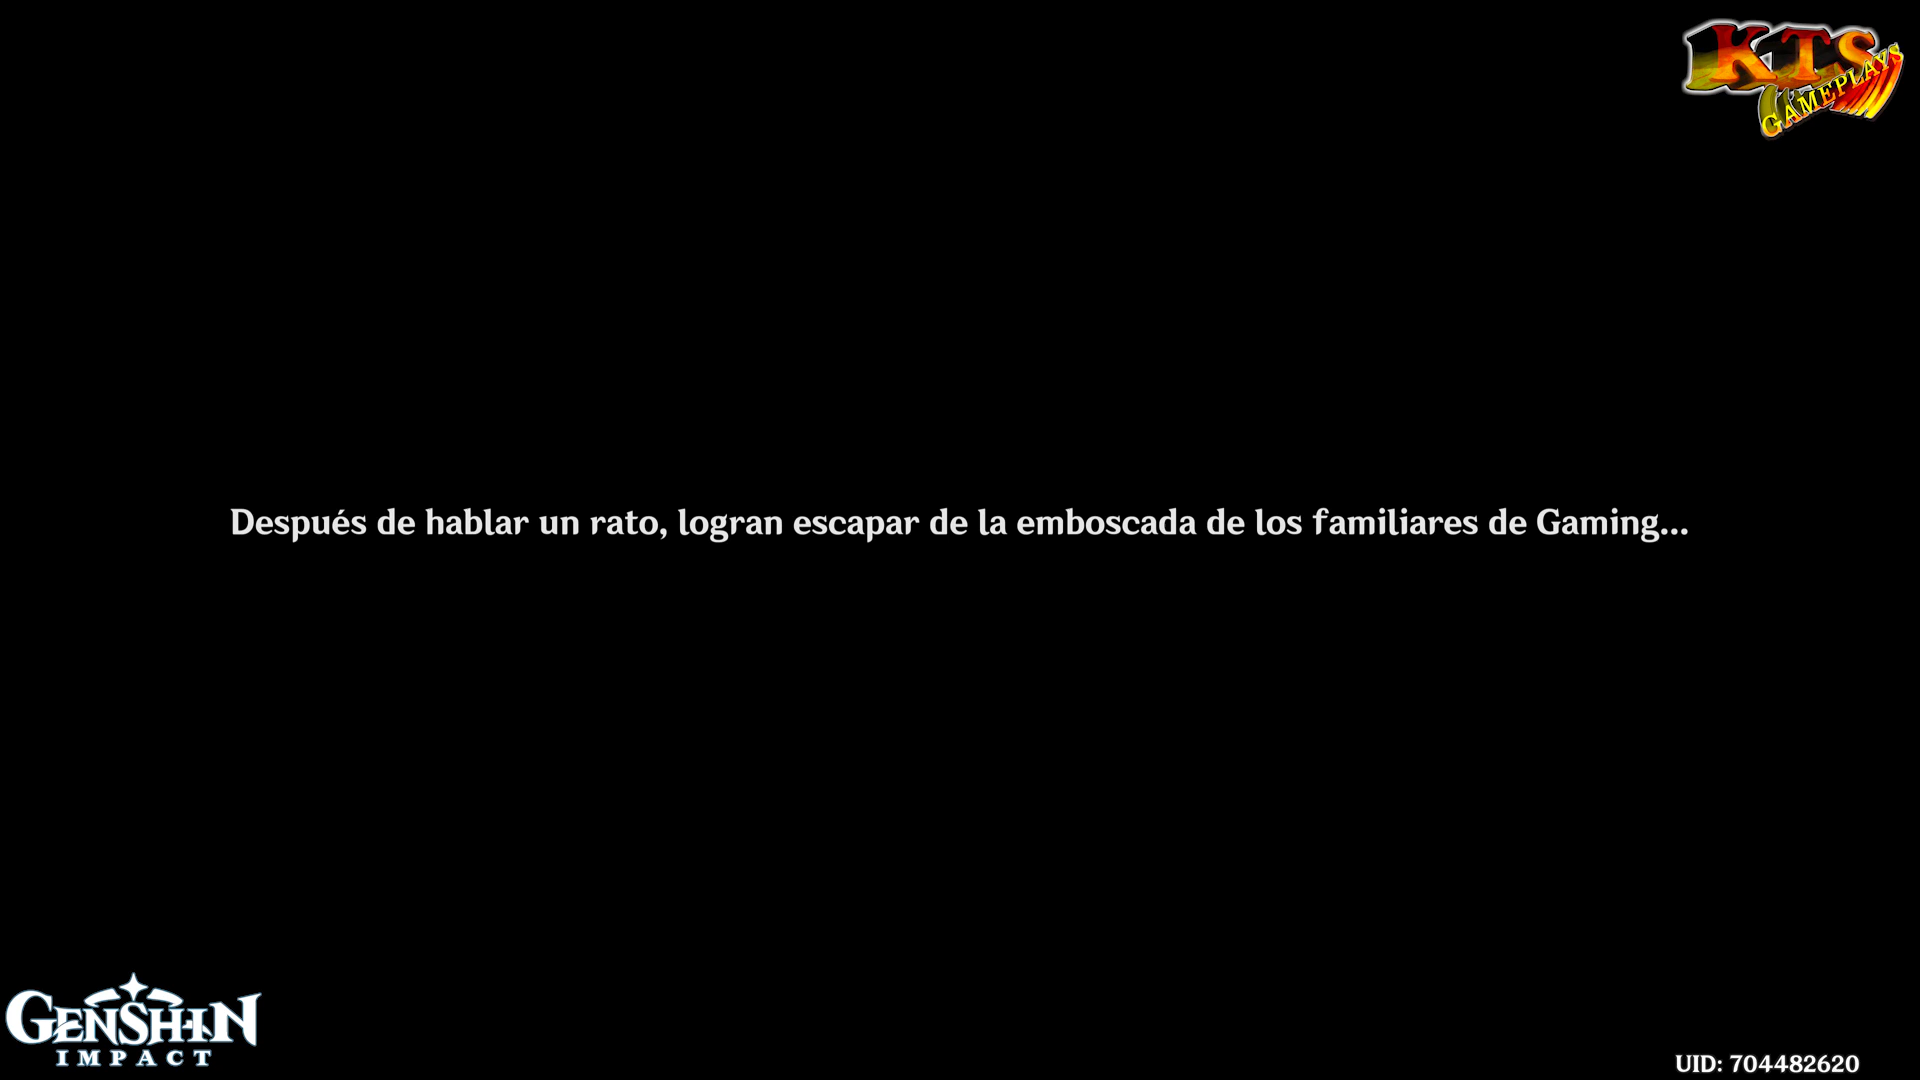 KTS
GAMEPLAYS
Después de hablar un rato, logran escapar de la emboscada de los familiares de Gaming...
GENSHIN
IMPACT
UID: 704482620